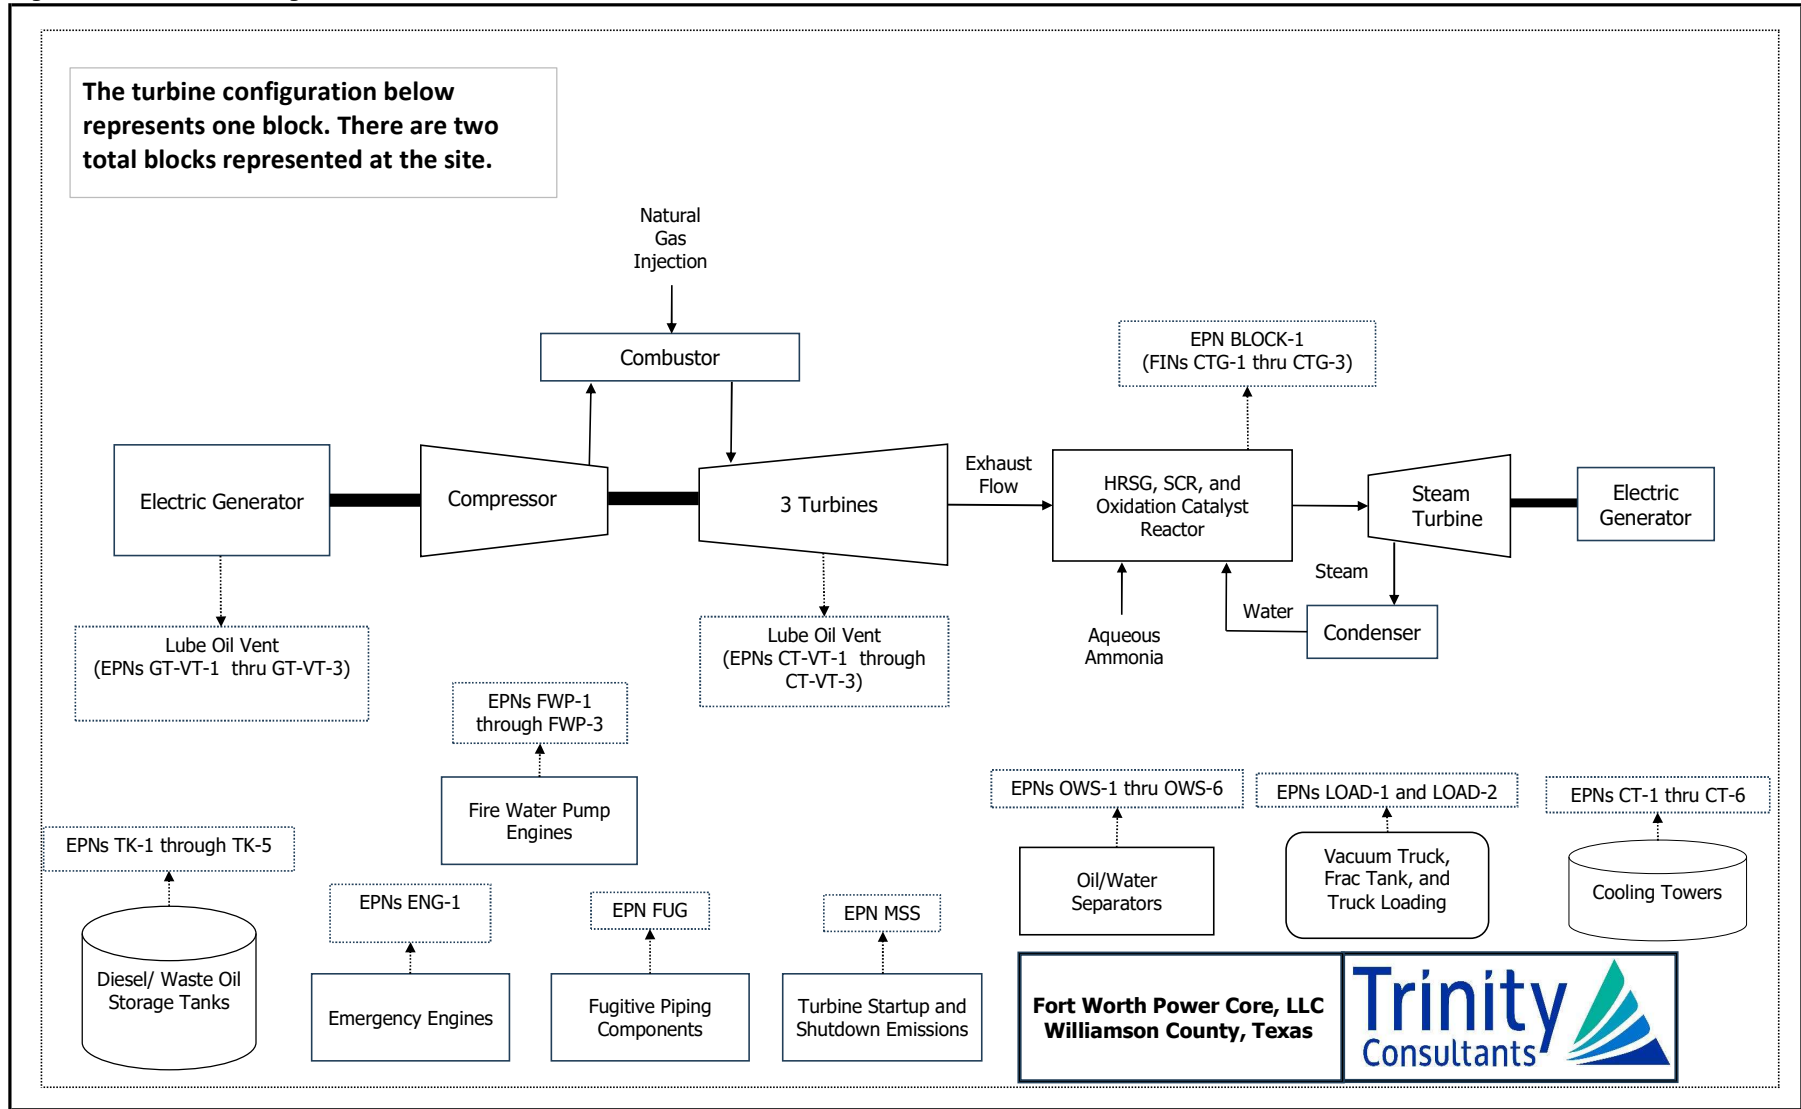 The turbine configuration below
represents one block. There are two
total blocks represented at the site.
Natural
Gas
Injection
Combustor
EPN BLOCK-1
(FINs CTG-1 thru CTG-3)
Electric Generator
Compressor
3 Turbines
Exhaust
Flow
HRSG, SCR, and
Oxidation Catalyst
Reactor
Steam
Turbine
Electric
Generator
Steam
Water
Condenser
Aqueous
Ammonia
Lube Oil Vent
(EPNs GT-VT-1 thru GT-VT-3)
Lube Oil Vent
(EPNs CT-VT-1 through
CT-VT-3)
EPNs FWP-1
through FWP-3
Fire Water Pump
Engines
EPNs OWS-1 thru OWS-6
EPNs LOAD-1 and LOAD-2
EPNs CT-1 thru CT-6
Oil/Water
Separators
Vacuum Truck,
Frac Tank, and
Truck Loading
Cooling Towers
EPNs TK-1 through TK-5
Diesel/ Waste Oil
Storage Tanks
EPNs ENG-1
Emergency Engines
EPN FUG
Fugitive Piping
Components
EPN MSS
Turbine Startup and
Shutdown Emissions
Fort Worth Power Core, LLC
Williamson County, Texas
Trinity
Consultants